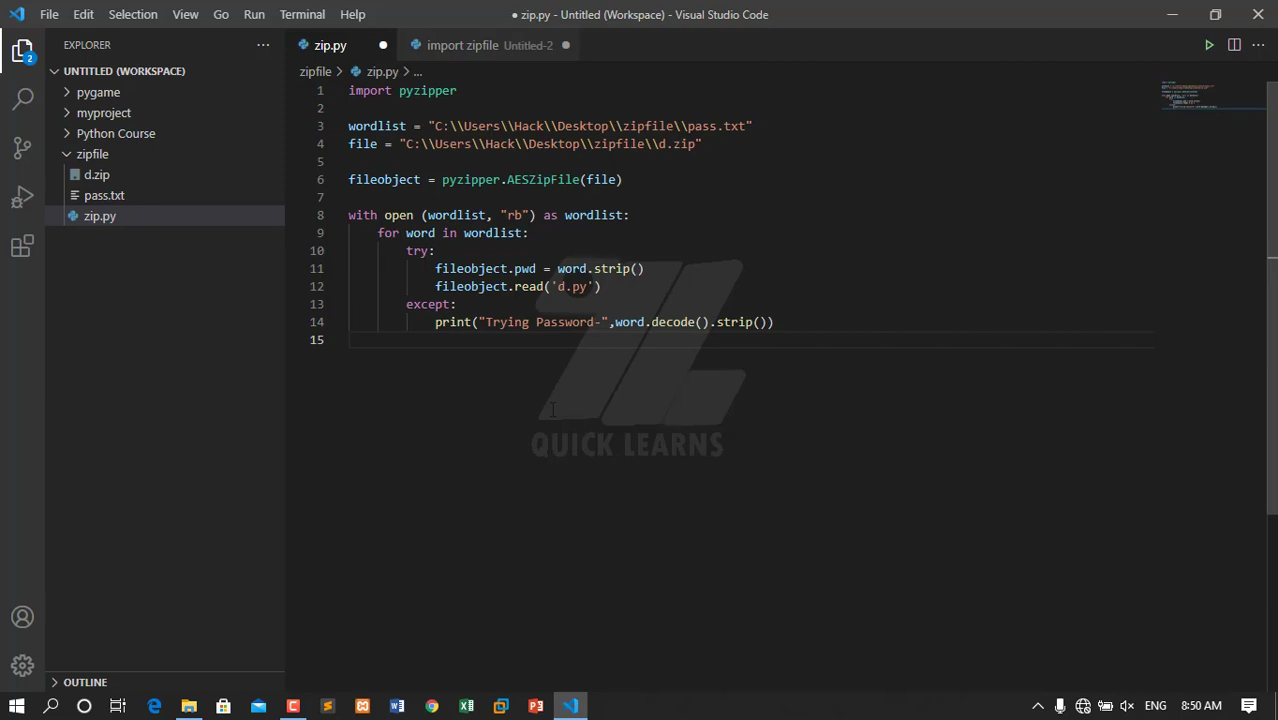 File Edit Selection View Go Run Terminal Help
● zip.py - Untitled (Workspace) - Visual Studio Code
EXPLORER
UNTITLED (WORKSPACE)
pygame
myproject
Python Course
zipfile
d.zip
pass.txt
zip.py
OUTLINE
2
zip.py
import zipfile Untitled-2
zipfile > zip.py > ...
1 import pyzipper
2
3 wordlist = "C:\\Users\\Hack\\Desktop\\zipfile\\pass.txt"
4 file = "C:\\Users\\Hack\\Desktop\\zipfile\\d.zip"
5
6 fileobject = pyzipper.AESZipFile(file)
7
8 with open (wordlist, "rb") as wordlist:
9 for word in wordlist:
10 try:
11 fileobject.pwd = word.strip()
12 fileobject.read('d.py')
13 except:
14 print("Trying Password-",word.decode().strip())
15
QUICK LEARNS
ENG 8:50 AM